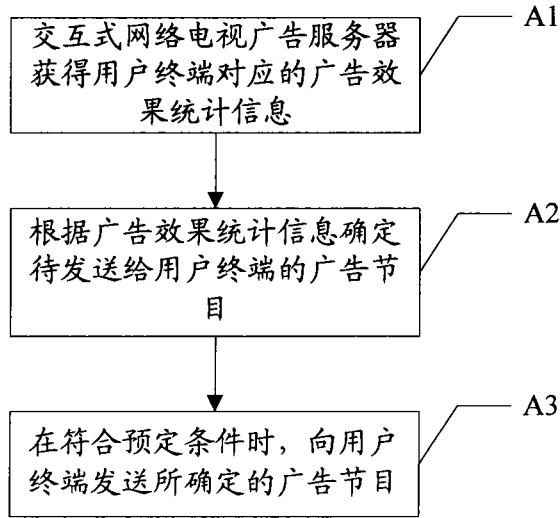 交互式网络电视广告服务器
获得用户终端对应的广告效
果统计信息
A1
根据广告效果统计信息确定
待发送给用户终端的广告节
目
A2
在符合预定条件时，向用户
终端发送所确定的广告节目
A3